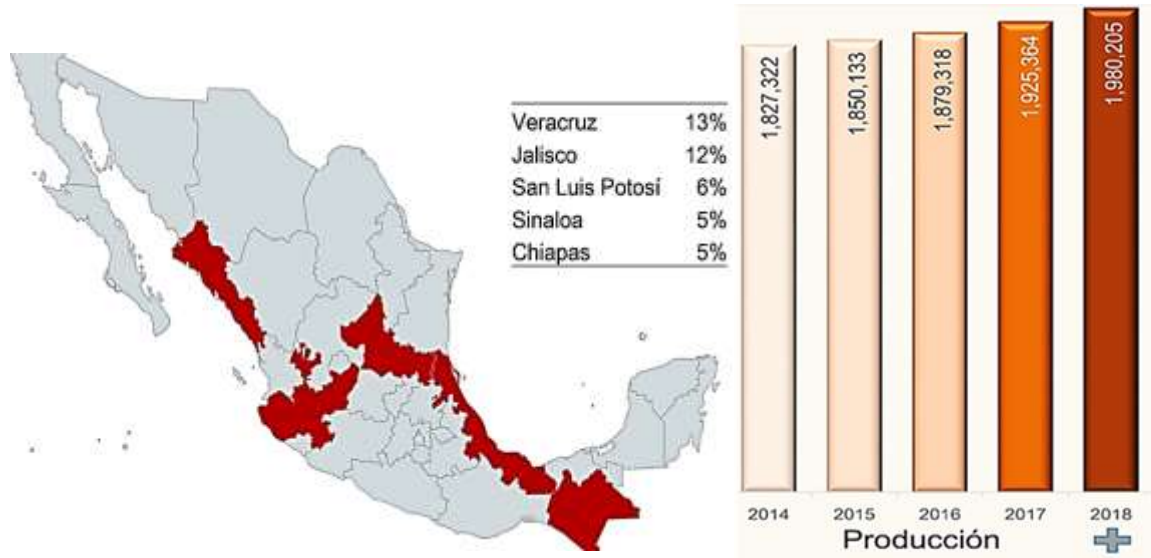 Veracruz 13%
Jalisco 12%
San Luis Potosí 6%
Sinaloa 5%
Chiapas 5%
1,827,322
1,850,133
1,879,318
1,925,364
1,980,205
2014 2015 2016 2017 2018
Producción